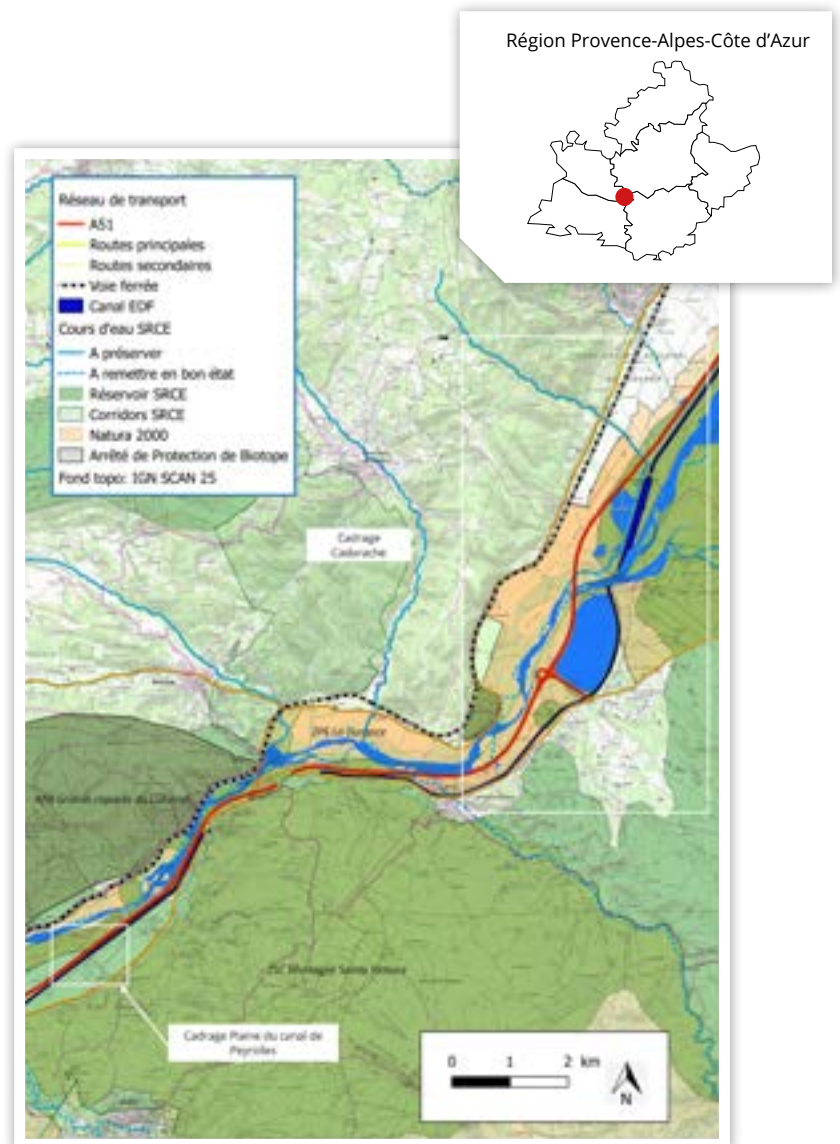 Région Provence-Alpes-Côte d'Azur
Réseau de transport
A51
Routes principales
Routes secondaires
Voie ferrée
Canal EDF
Cours d'eau SRCE
A préserver
A remettre en bon état
Réservoir SRCE
Corridors SRCE
Natura 2000
Arrêté de Protection de Biotope
Fond topo: IGN SCAN 25
Cadrage
Cadarache
La Durance
Montagne Sainte Victoire
Cadrage Plaine du canal de
Peyrolles
0 1 2 km
N